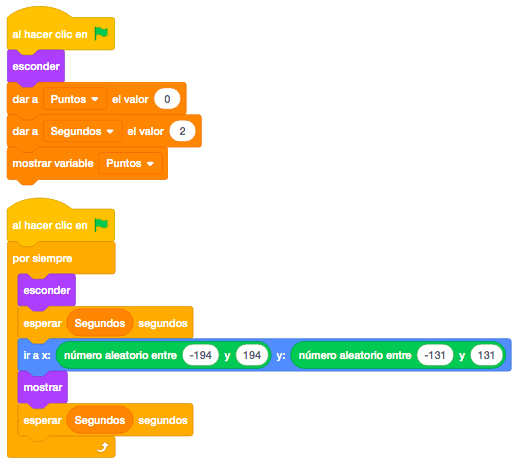 al hacer clic en
esconder
dar a Puntos el valor 0
dar a Segundos el valor 2
mostrar variable Puntos
al hacer clic en
por siempre
esconder
esperar Segundos segundos
ir a x: número aleatorio entre -194 y 194 y: número aleatorio entre -131 y 131
mostrar
esperar Segundos segundos